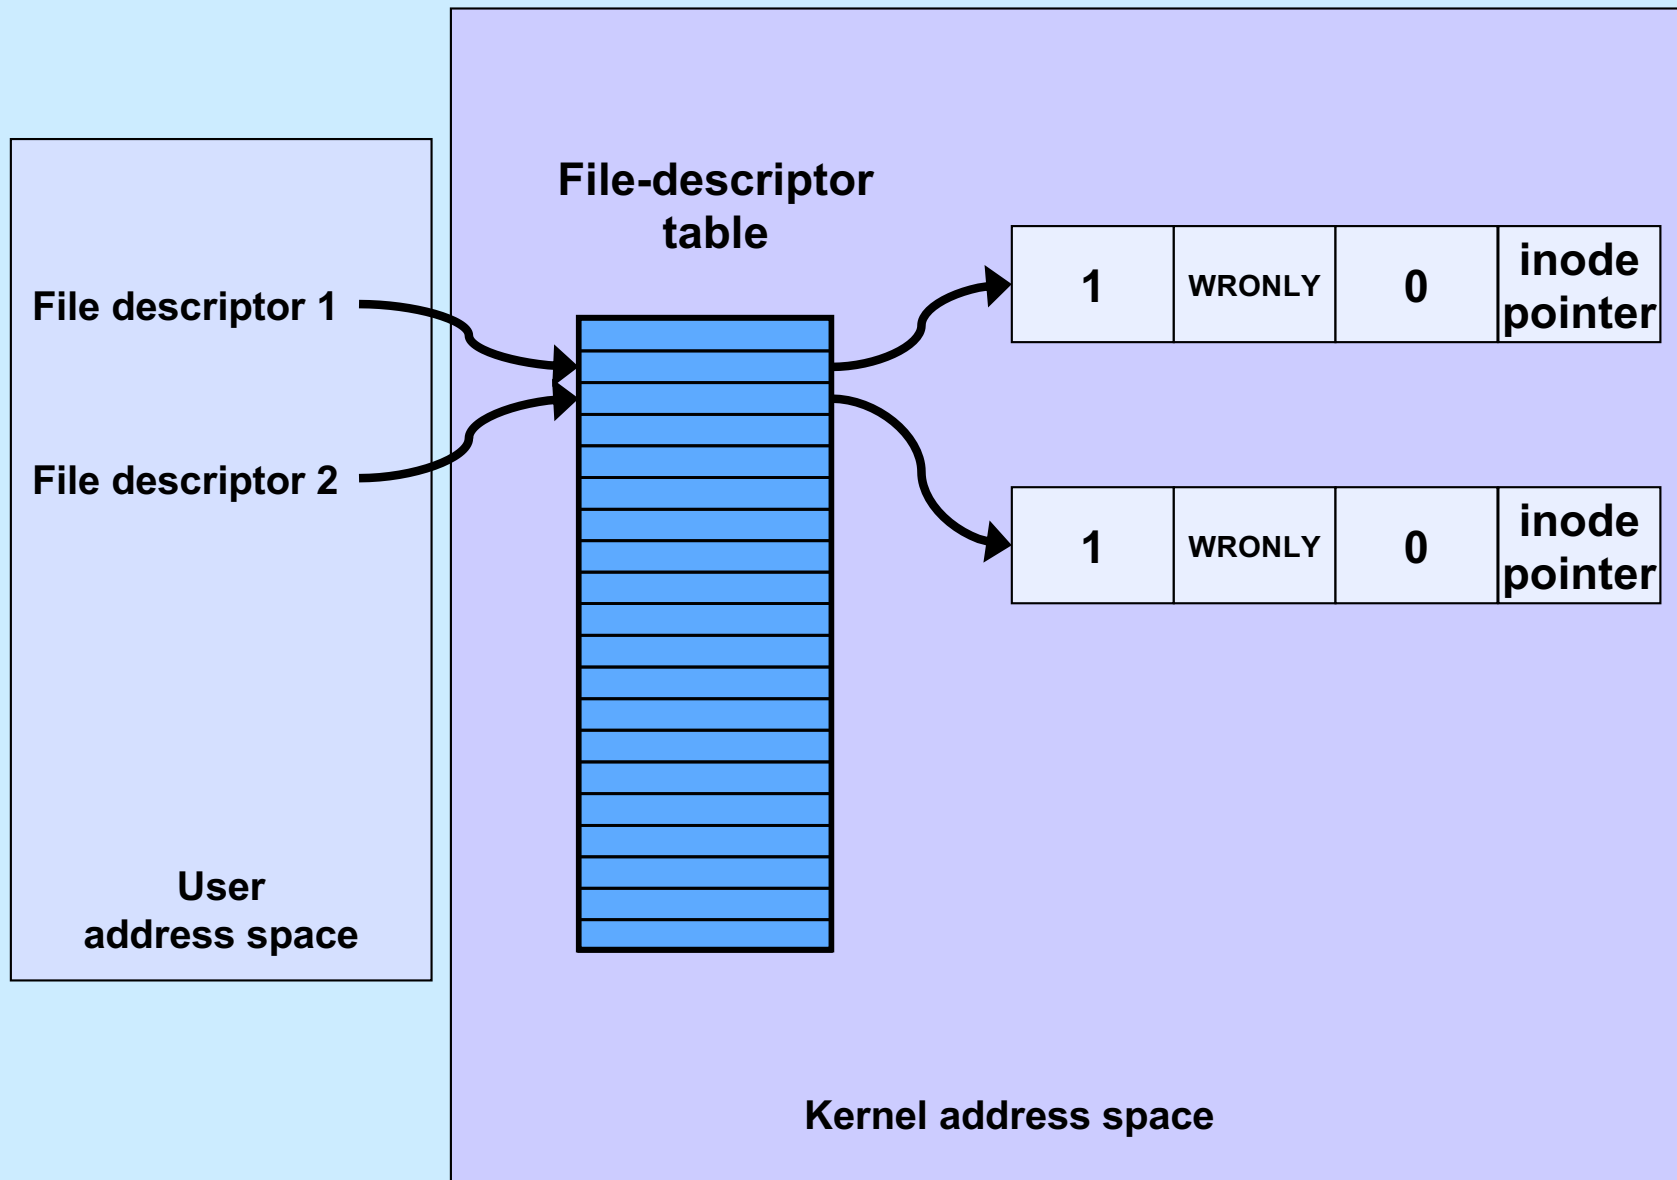 File-descriptor
table
File descriptor 1
File descriptor 2
1
WRONLY
0
inode
pointer
1
WRONLY
0
inode
pointer
User
address space
Kernel address space